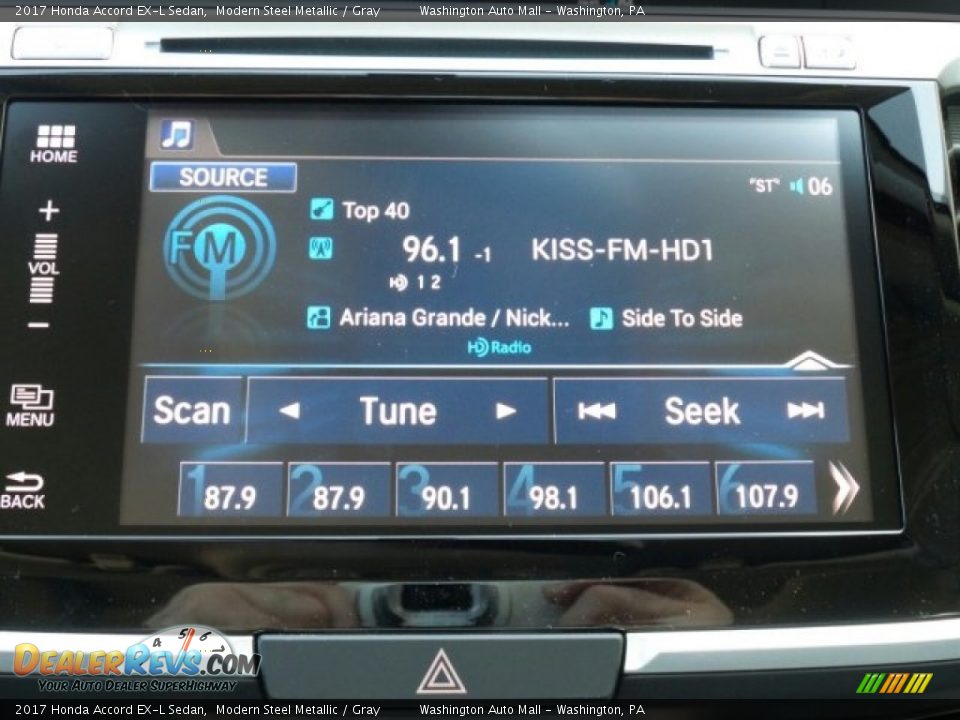 2017 Honda Accord EX-L Sedan, Modern Steel Metallic / Gray Washington Auto Mall - Washington, PA
HOME
SOURCE
"ST" 06
+
FM
Top 40
VOL
96.1 -1 KISS-FM-HD1
HD 1 2
−
Ariana Grande / Nick... Side To Side
HD Radio
MENU
Scan Tune Seek
BACK
1 87.9 2 87.9 3 90.1 4 98.1 5 106.1 6 107.9
4 5 6
DEALERREVS.COM
YOUR AUTO DEALER SUPERHIGHWAY
2017 Honda Accord EX-L Sedan, Modern Steel Metallic / Gray Washington Auto Mall - Washington, PA